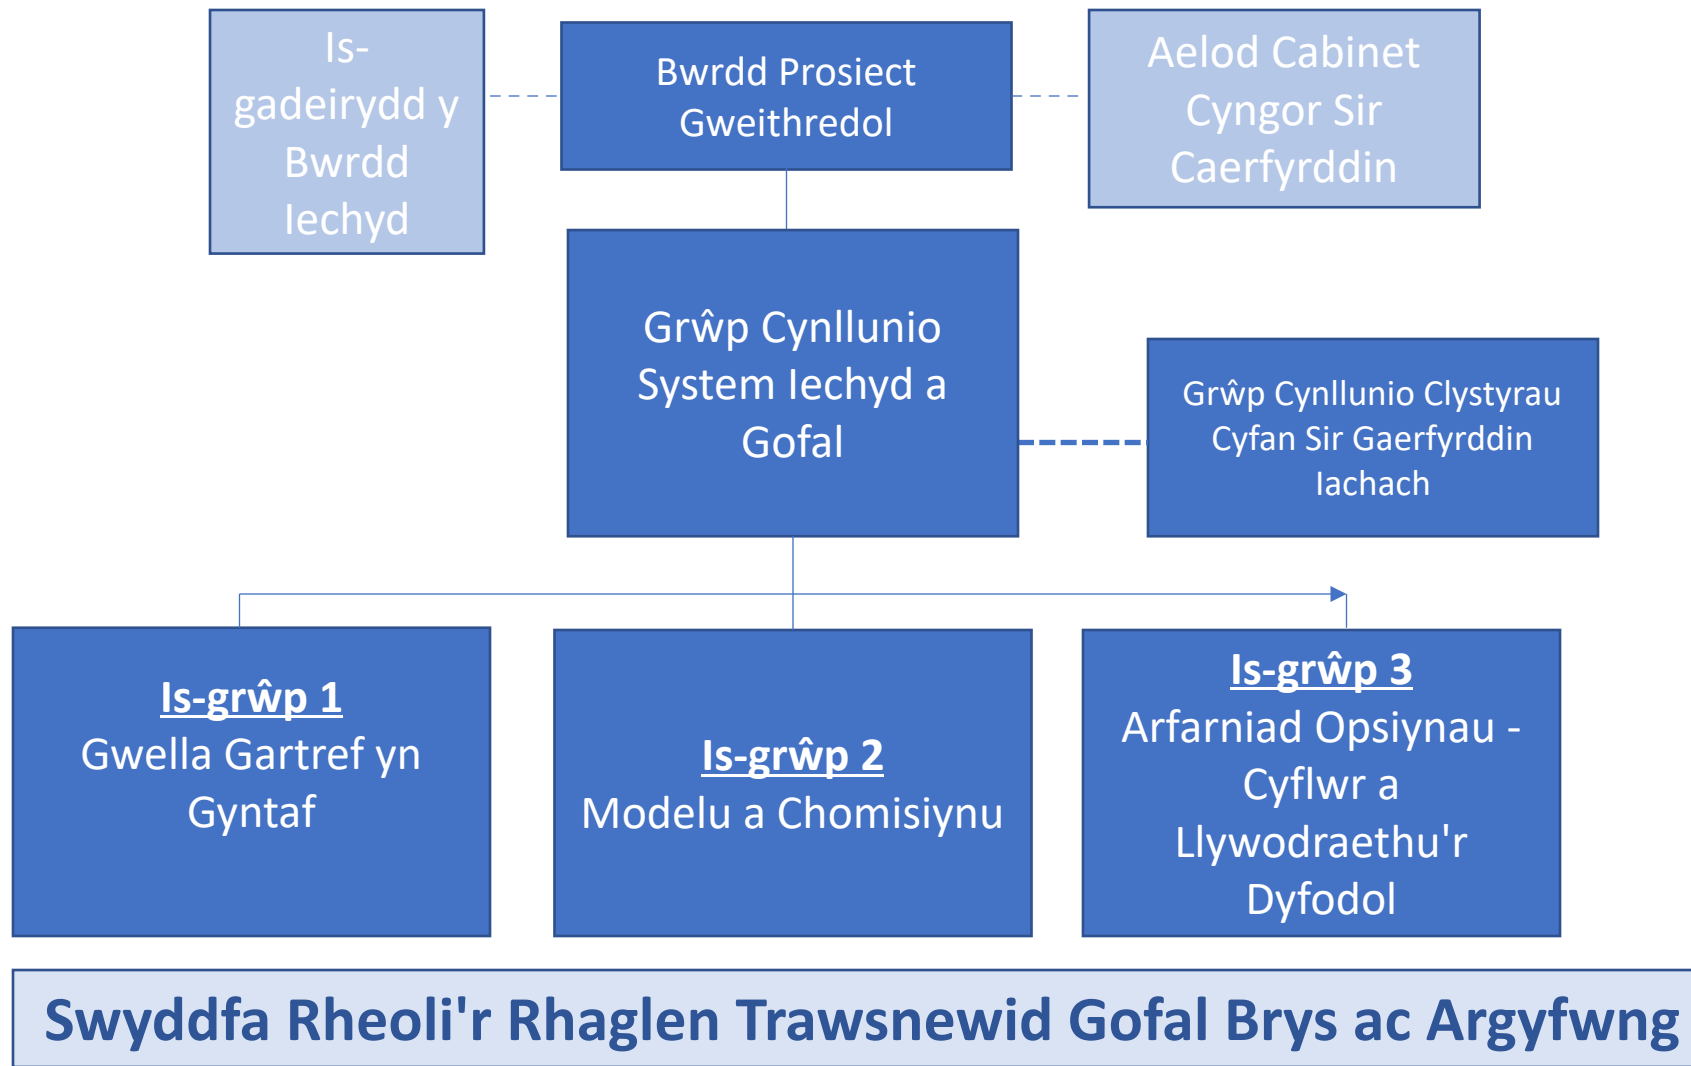 Is-
gadeirydd y
Bwrdd
Iechyd
Bwrdd Prosiect
Gweithredol
Aelod Cabinet
Cyngor Sir
Caerfyrddin
Grŵp Cynllunio
System Iechyd a
Gofal
Grŵp Cynllunio Clystyrau
Cyfan Sir Gaerfyrddin
Iachach
Is-grŵp 1
Gwella Gartref yn
Gyntaf
Is-grŵp 2
Modelu a Chomisiynu
Is-grŵp 3
Arfarniad Opsiynau -
Cyflwr a
Llywodraethu'r
Dyfodol
Swyddfa Rheoli'r Rhaglen Trawsnewid Gofal Brys ac Argyfwng